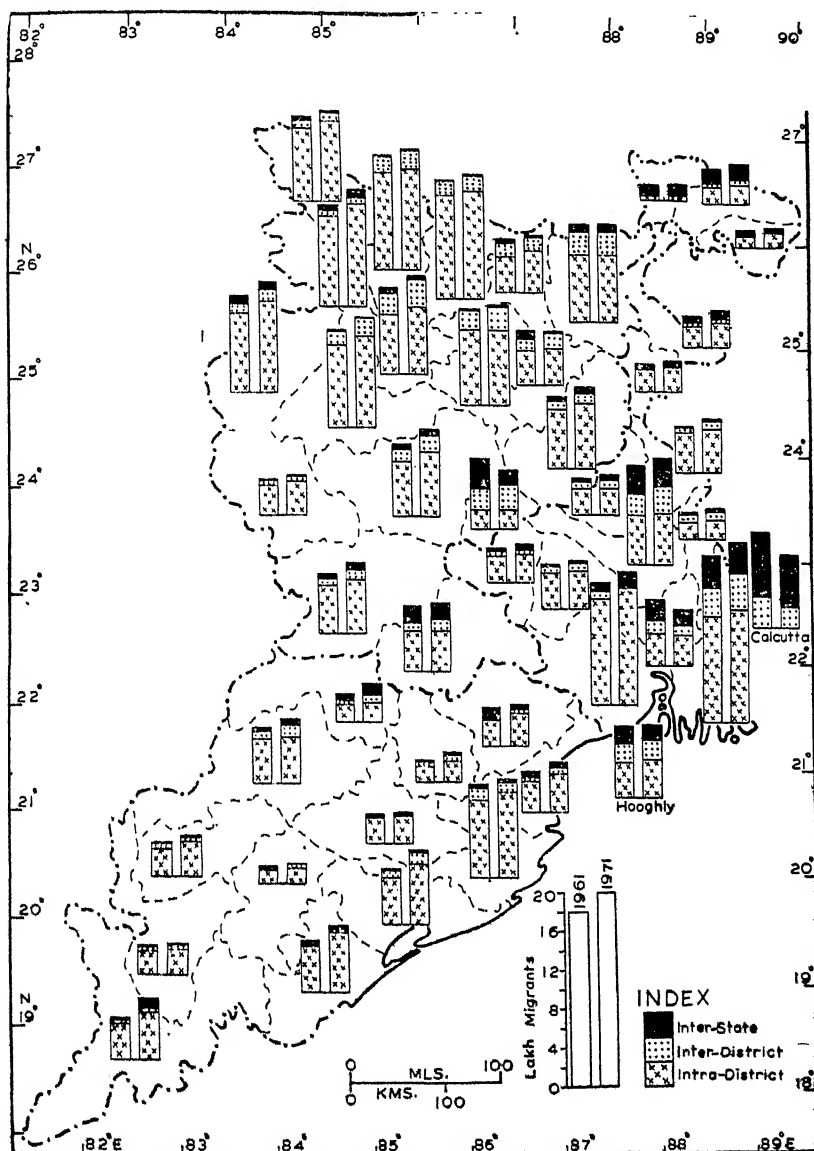 82° 83° 84° 85° 88° 89° 90°
28°
27° 27°
N
26°
25° 25°
24° 24°
23° 23°
Calcutta
22° 22°
21° 21°
Hooghly
20° 20°
N
19° 19°
18°
20
16
12
8
4
0
Lakh Migrants
1961
1971
INDEX
Inter-State
Inter-District
Intra-District
0 MLS. 100
0 KMS. 100
82°E 83° 84° 85° 86° 87° 88° 89°E